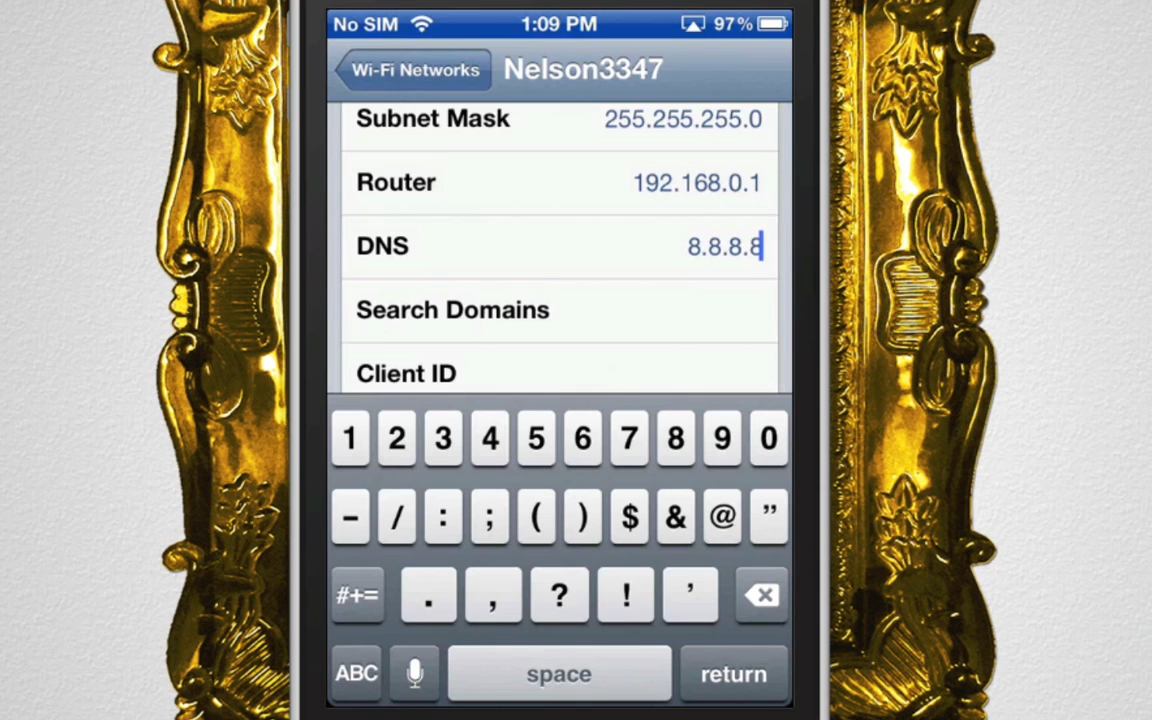 No SIM 1:09 PM 97%
Wi-Fi Networks Nelson3347
Subnet Mask 255.255.255.0
Router 192.168.0.1
DNS 8.8.8.8
Search Domains
Client ID
1 2 3 4 5 6 7 8 9 0
- / : ; ( ) $ & @ ”
#+= . , ? ! ’
ABC space return